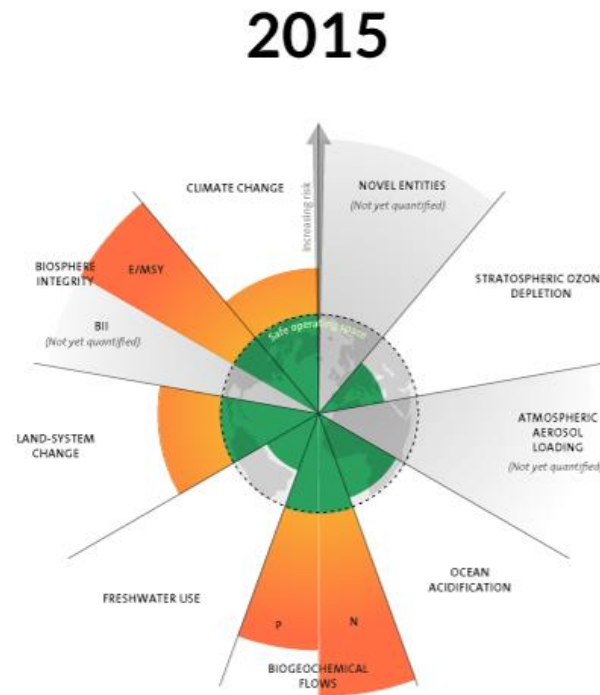 2015
CLIMATE CHANGE
Increasing risk
NOVEL ENTITIES
(Not yet quantified)
BIOSPHERE
INTEGRITY
E/MSY
STRATOSPHERIC OZON
DEPLETION
Safe operating space
BII
(Not yet quantified)
LAND-SYSTEM
CHANGE
ATMOSPHERIC
AEROSOL
LOADING
(Not yet quantified)
OCEAN
ACIDIFICATION
FRESHWATER USE
P
N
BIOGEOCHEMICAL
FLOWS